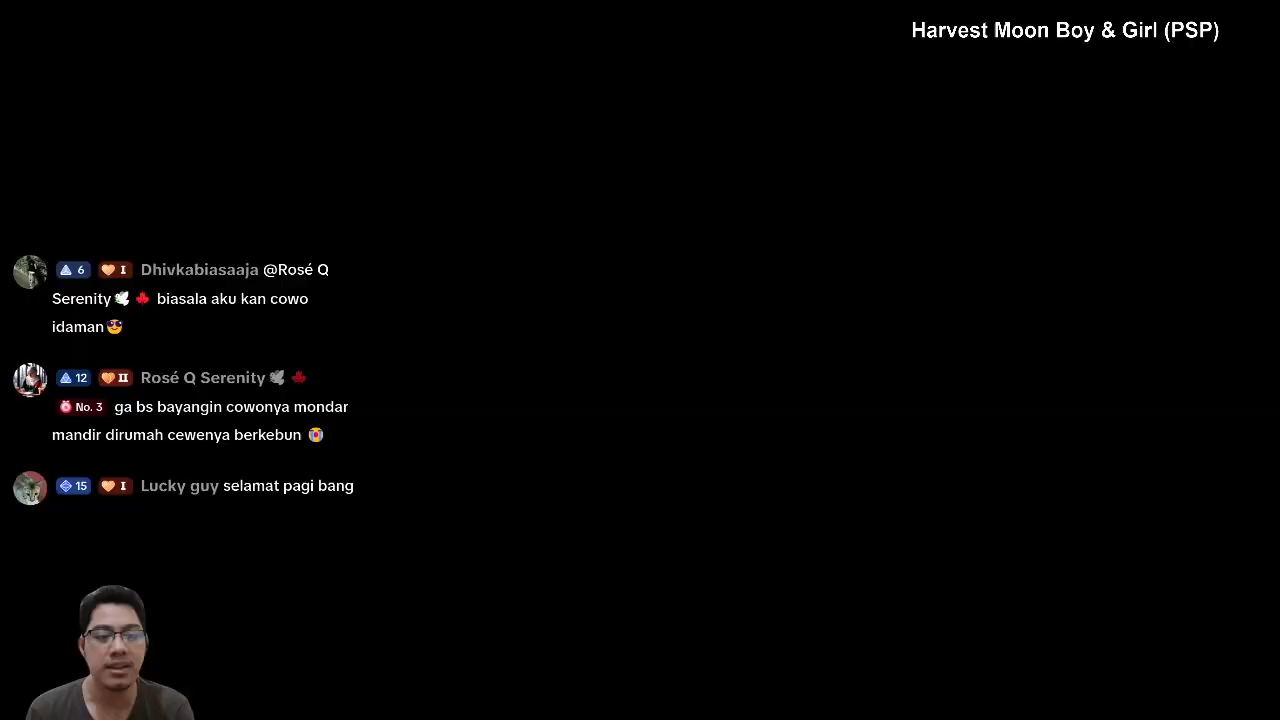 Harvest Moon Boy & Girl (PSP)
6 I Dhivkabiasaaja @Rosé Q
Serenity🕊️🍁 biasala aku kan cowo
idaman😎
12 II Rosé Q Serenity🕊️🍁
No. 3 ga bs bayangin cowonya mondar
mandir dirumah cewenya berkebun 😭
15 I Lucky guy selamat pagi bang